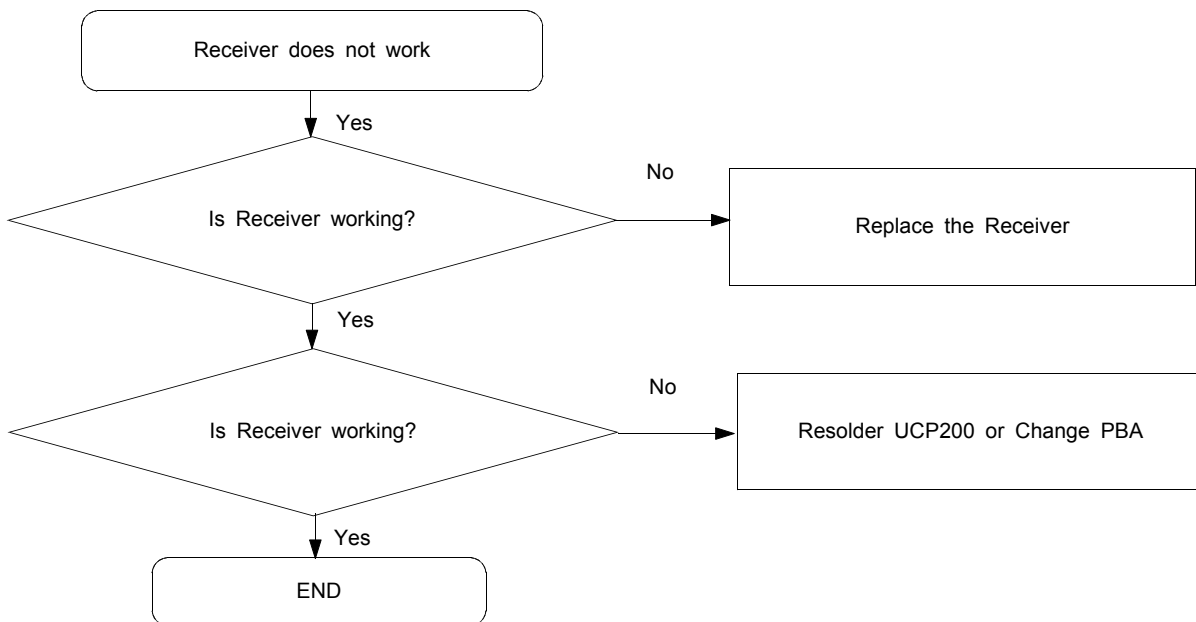 Receiver does not work
Yes
Is Receiver working?
No
Replace the Receiver
Yes
Is Receiver working?
No
Resolder UCP200 or Change PBA
Yes
END